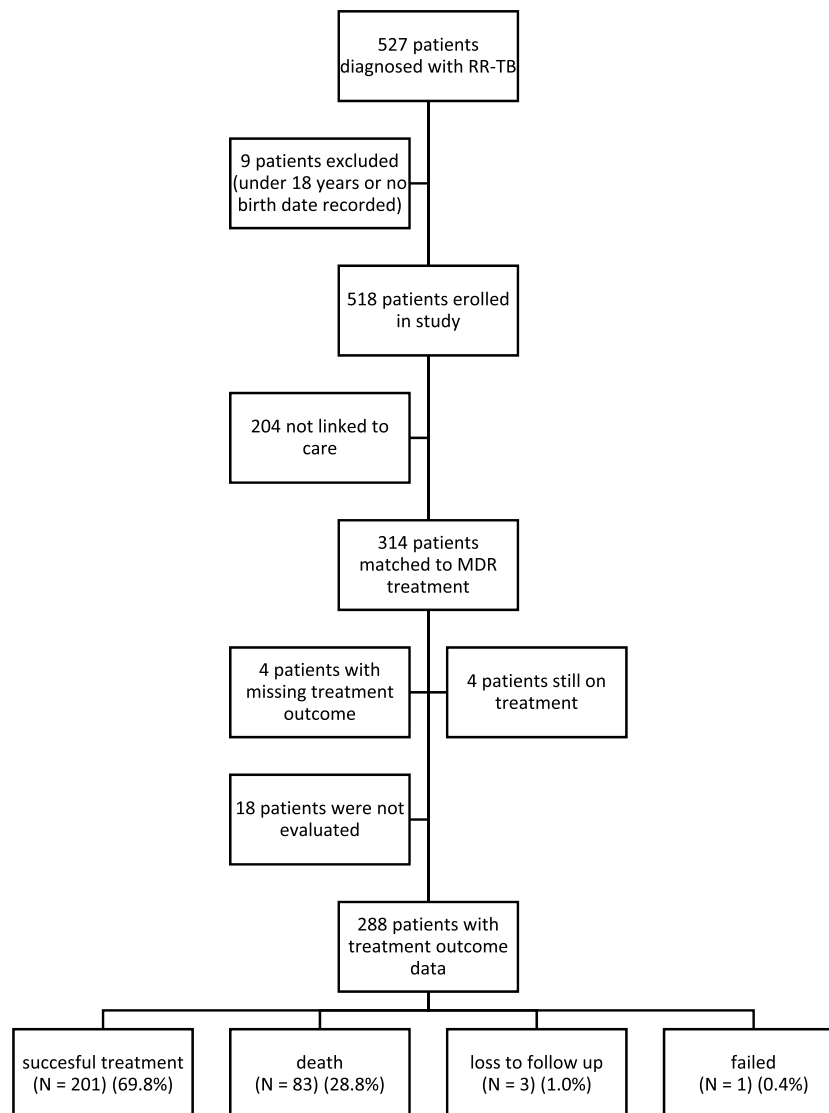 527 patients
diagnosed with RR-TB
9 patients excluded
(under 18 years or no
birth date recorded)
518 patients erolled
in study
204 not linked to
care
314 patients
matched to MDR
treatment
4 patients with
missing treatment
outcome
4 patients still on
treatment
18 patients were not
evaluated
288 patients with
treatment outcome
data
succesful treatment
(N = 201) (69.8%)
death
(N = 83) (28.8%)
loss to follow up
(N = 3) (1.0%)
failed
(N = 1) (0.4%)